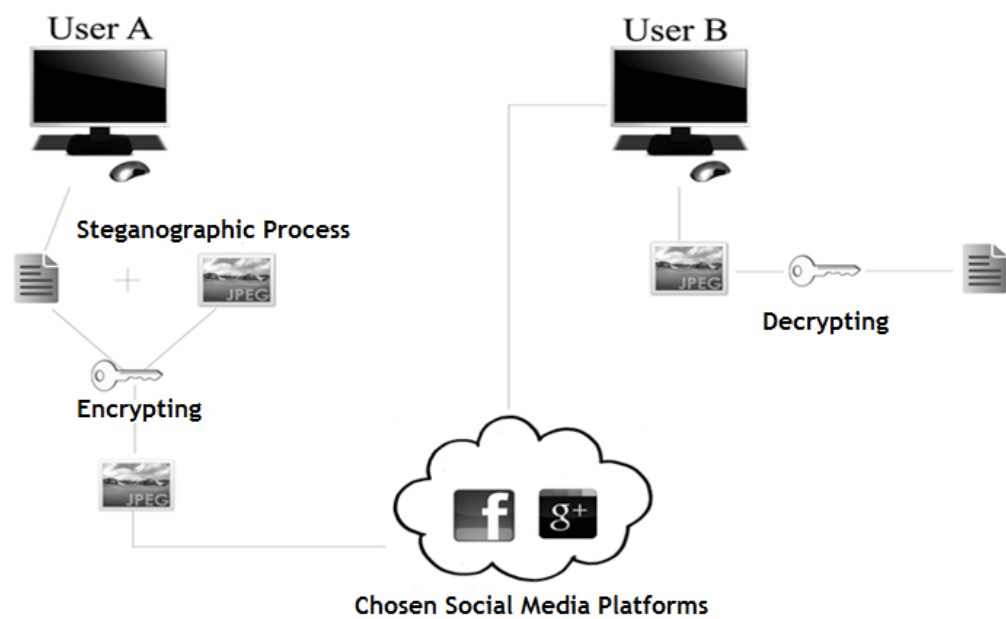 User A
User B
Steganographic Process
JPEG
JPEG
Decrypting
Encrypting
JPEG
f
g+
Chosen Social Media Platforms